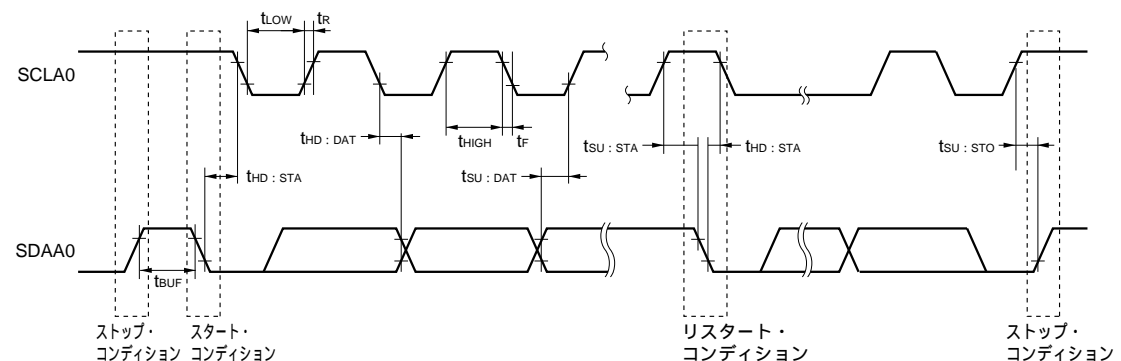 tLOW tR
SCLA0
tHD : DAT tHIGH tF tSU : STA tHD : STA tSU : STO
tHD : STA tSU : DAT
SDAA0
tBUF
ストップ・
コンディション
スタート・
コンディション
リスタート・
コンディション
ストップ・
コンディション